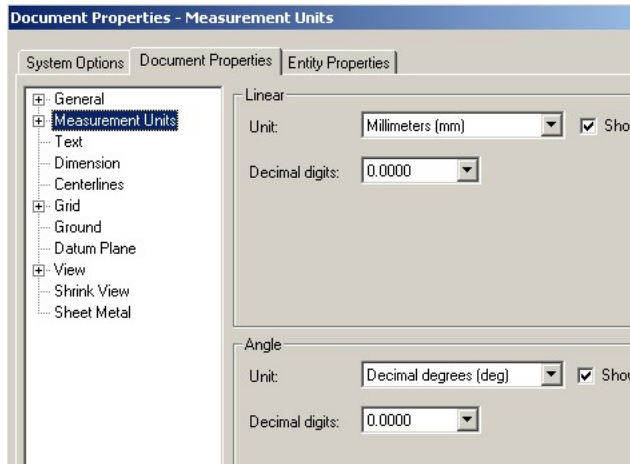 Document Properties - Measurement Units
System Options
Document Properties
Entity Properties
General
Measurement Units
Text
Dimension
Centerlines
Grid
Ground
Datum Plane
View
Shrink View
Sheet Metal
Linear
Unit: Millimeters (mm) Sho
Decimal digits: 0.0000
Angle
Unit: Decimal degrees (deg) Show
Decimal digits: 0.0000